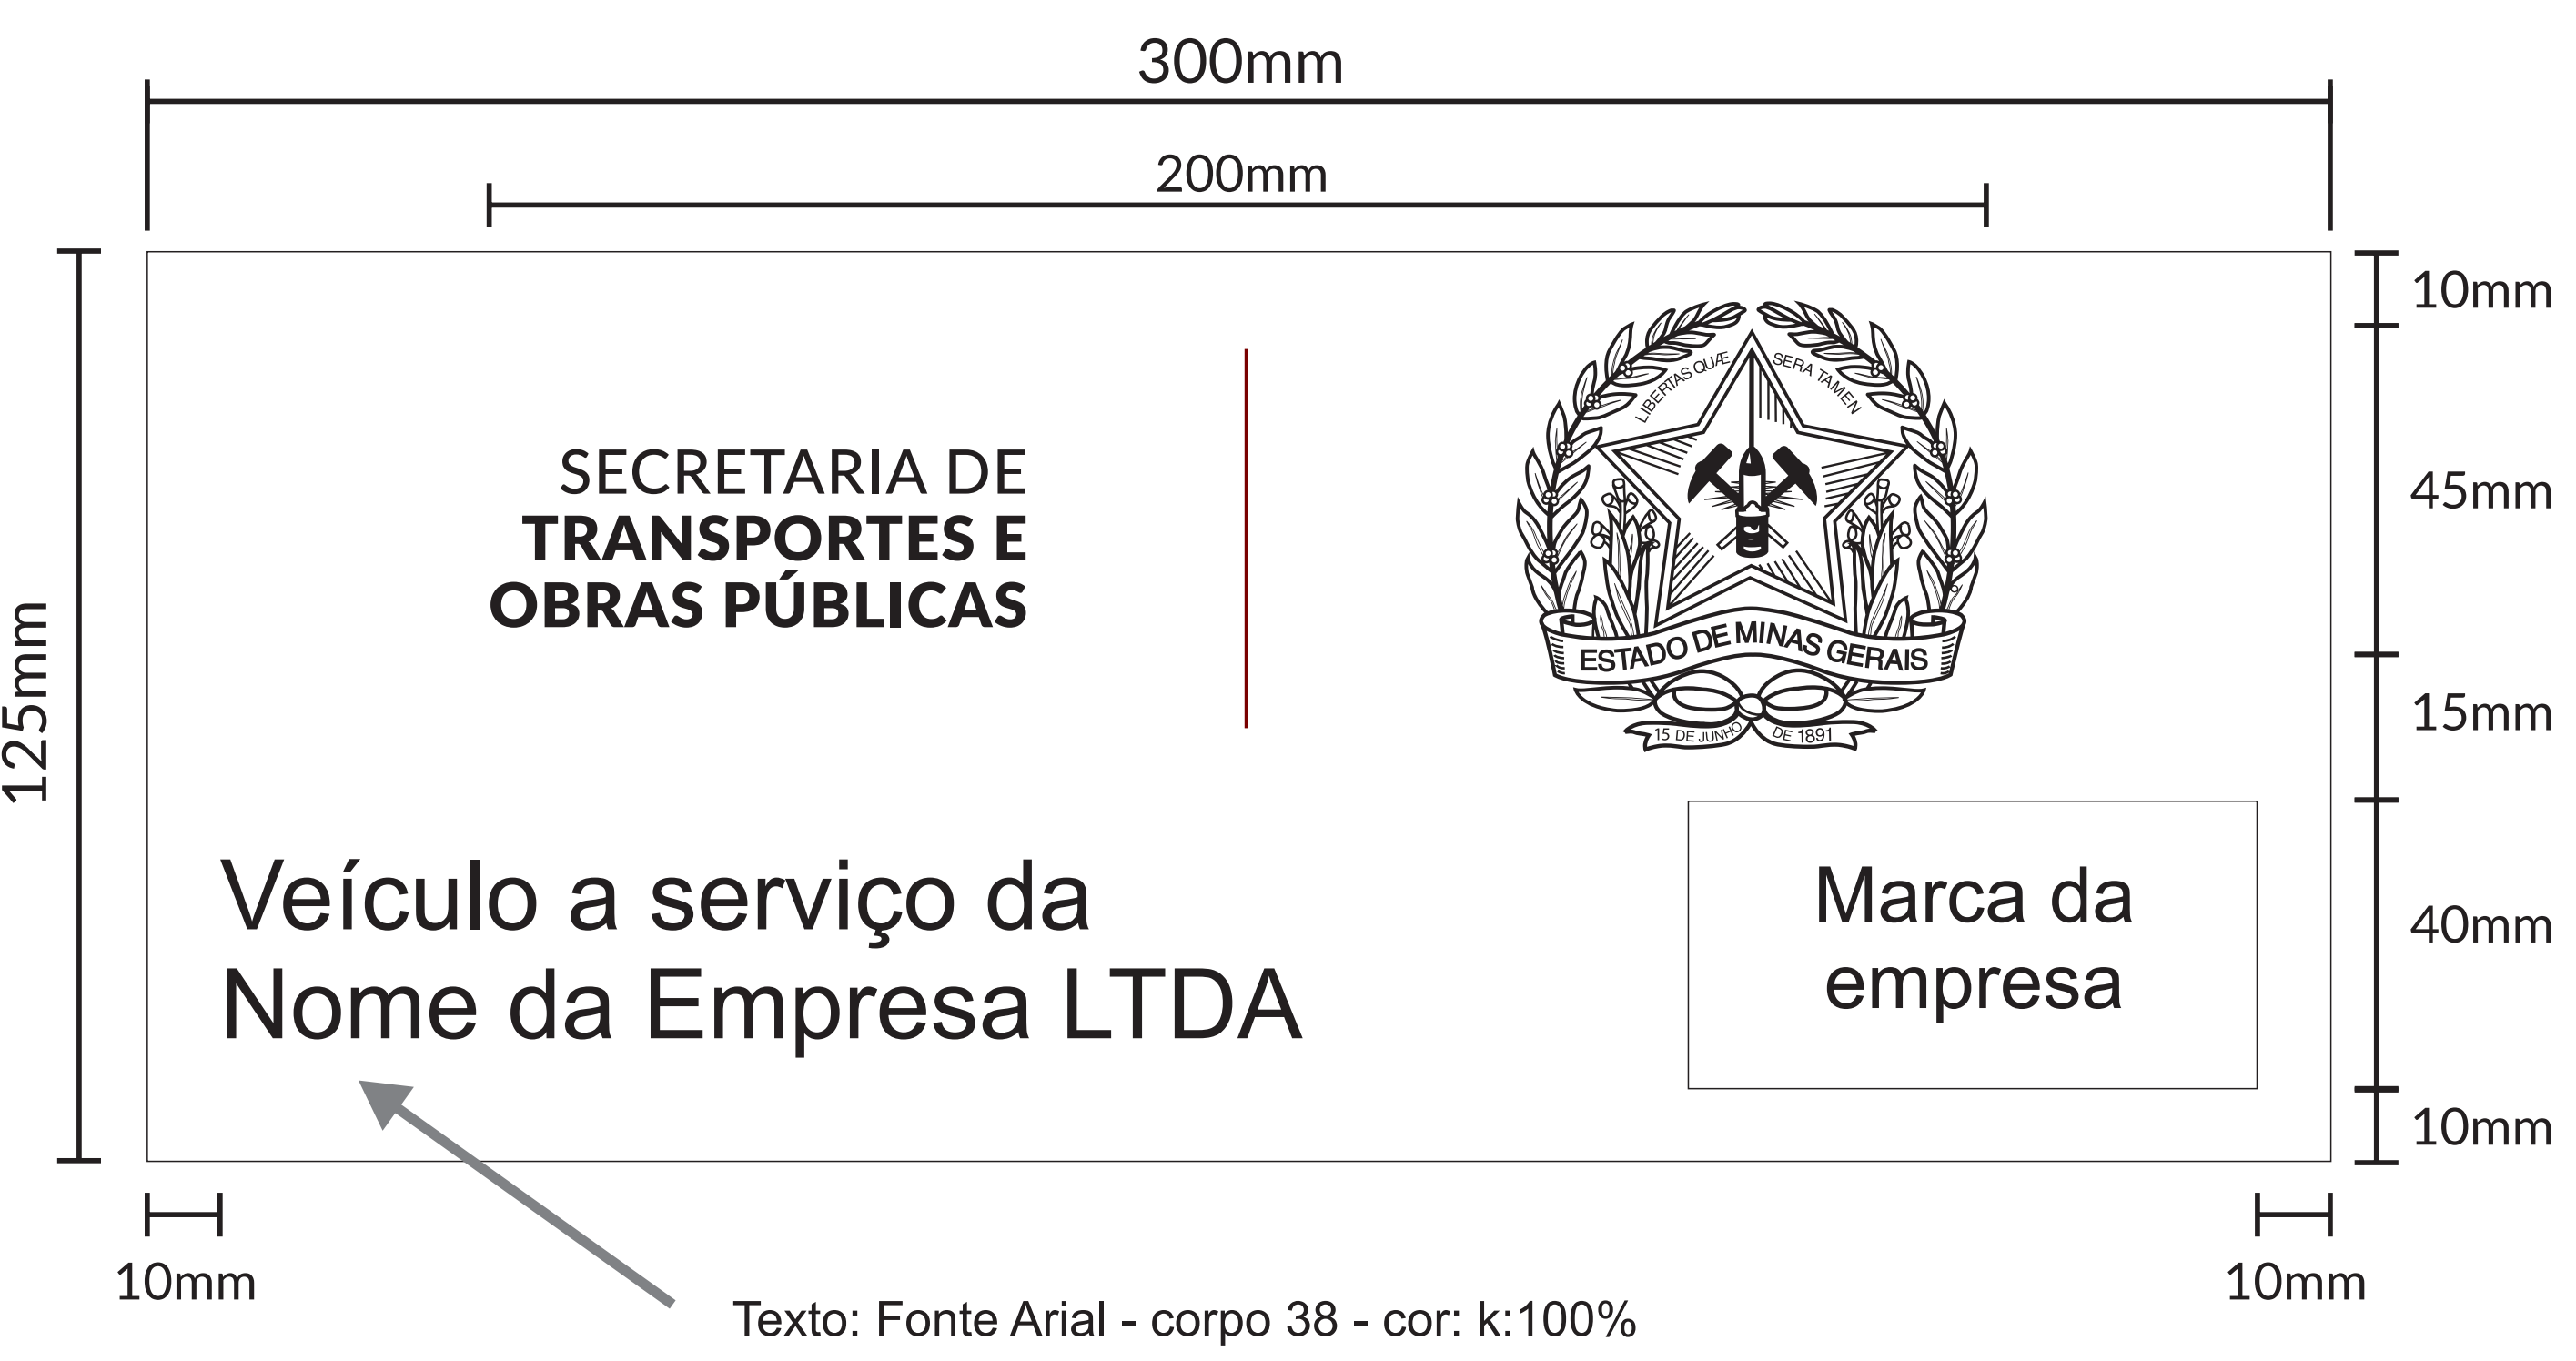 300mm
200mm
125mm
10mm
45mm
15mm
40mm
10mm
SECRETARIA DE
TRANSPORTES E
OBRAS PÚBLICAS
LIBERTAS QUÆ SERA TAMEN
ESTADO DE MINAS GERAIS
15 DE JUNHO DE 1891
Veículo a serviço da
Nome da Empresa LTDA
Marca da
empresa
10mm
10mm
Texto: Fonte Arial - corpo 38 - cor: k:100%